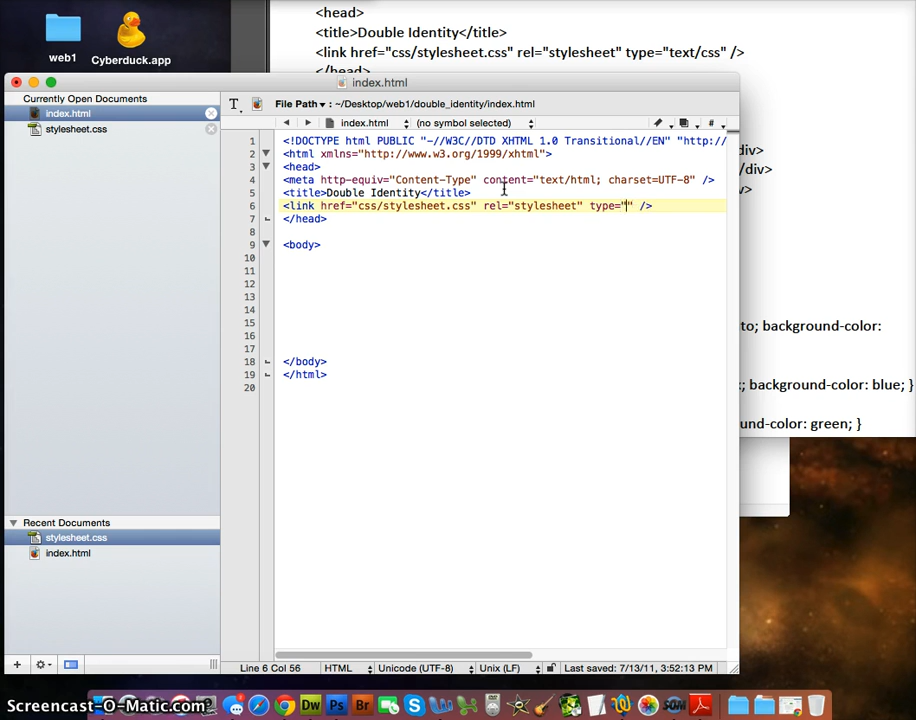 <head>
<title>Double Identity</title>
<link href="css/stylesheet.css" rel="stylesheet" type="text/css" />
</head>
web1
Cyberduck.app
index.html
Currently Open Documents
index.html
stylesheet.css
File Path ▾ : ~/Desktop/web1/double_identity/index.html
index.html
(no symbol selected)
#
1 <!DOCTYPE html PUBLIC "-//W3C//DTD XHTML 1.0 Transitional//EN" "http://
2 <html xmlns="http://www.w3.org/1999/xhtml">
3 <head>
4 <meta http-equiv="Content-Type" content="text/html; charset=UTF-8" />
5 <title>Double Identity</title>
6 <link href="css/stylesheet.css" rel="stylesheet" type="" />
7 </head>
8
9 <body>
10
11
12
13
14
15
16
17
18 </body>
19 </html>
20
div>
/div>
v>
to; background-color:
; background-color: blue; }
und-color: green; }
Recent Documents
stylesheet.css
index.html
Line 6 Col 56
HTML
Unicode (UTF-8)
Unix (LF)
Last saved: 7/13/11, 3:52:13 PM
Dw
Ps
Br
SOM
Screencast-O-Matic.com